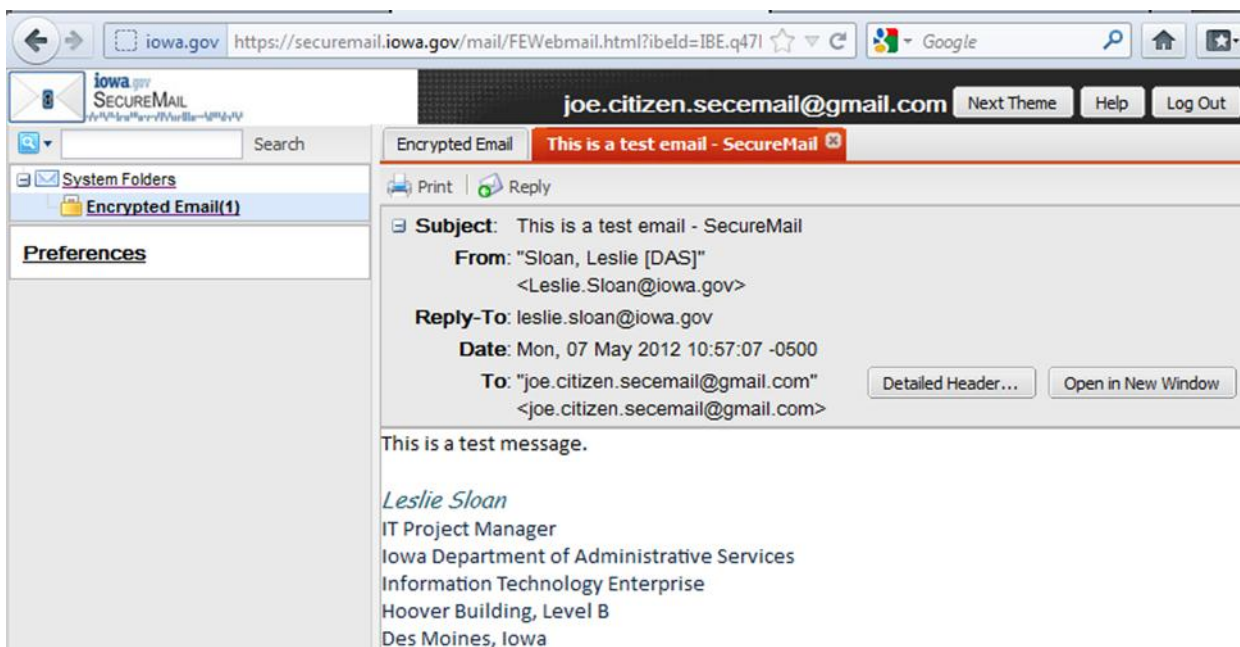 iowa.gov https://securemail.iowa.gov/mail/FEWebmail.html?ibeId=IBE.q47l
Google
iowa.gov
SECUREMAIL
joe.citizen.secemail@gmail.com Next Theme Help Log Out
Search
Encrypted Email This is a test email - SecureMail
System Folders
Encrypted Email(1)
Preferences
Print Reply
Subject: This is a test email - SecureMail
From: "Sloan, Leslie [DAS]"
<Leslie.Sloan@iowa.gov>
Reply-To: leslie.sloan@iowa.gov
Date: Mon, 07 May 2012 10:57:07 -0500
To: "joe.citizen.secemail@gmail.com"
<joe.citizen.secemail@gmail.com>
Detailed Header... Open in New Window
This is a test message.
Leslie Sloan
IT Project Manager
Iowa Department of Administrative Services
Information Technology Enterprise
Hoover Building, Level B
Des Moines, Iowa